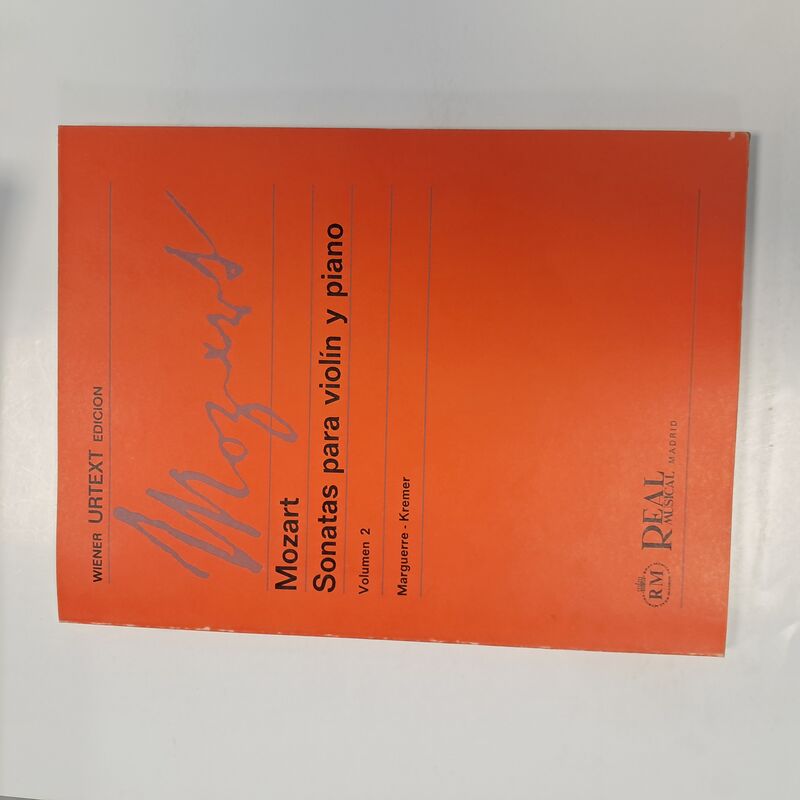 WIENER URTEXT EDICION
Mozart
Mozart
Sonatas para violín y piano
Volumen 2
Marguerre - Kremer
RM
REAL
MUSICAL MADRID